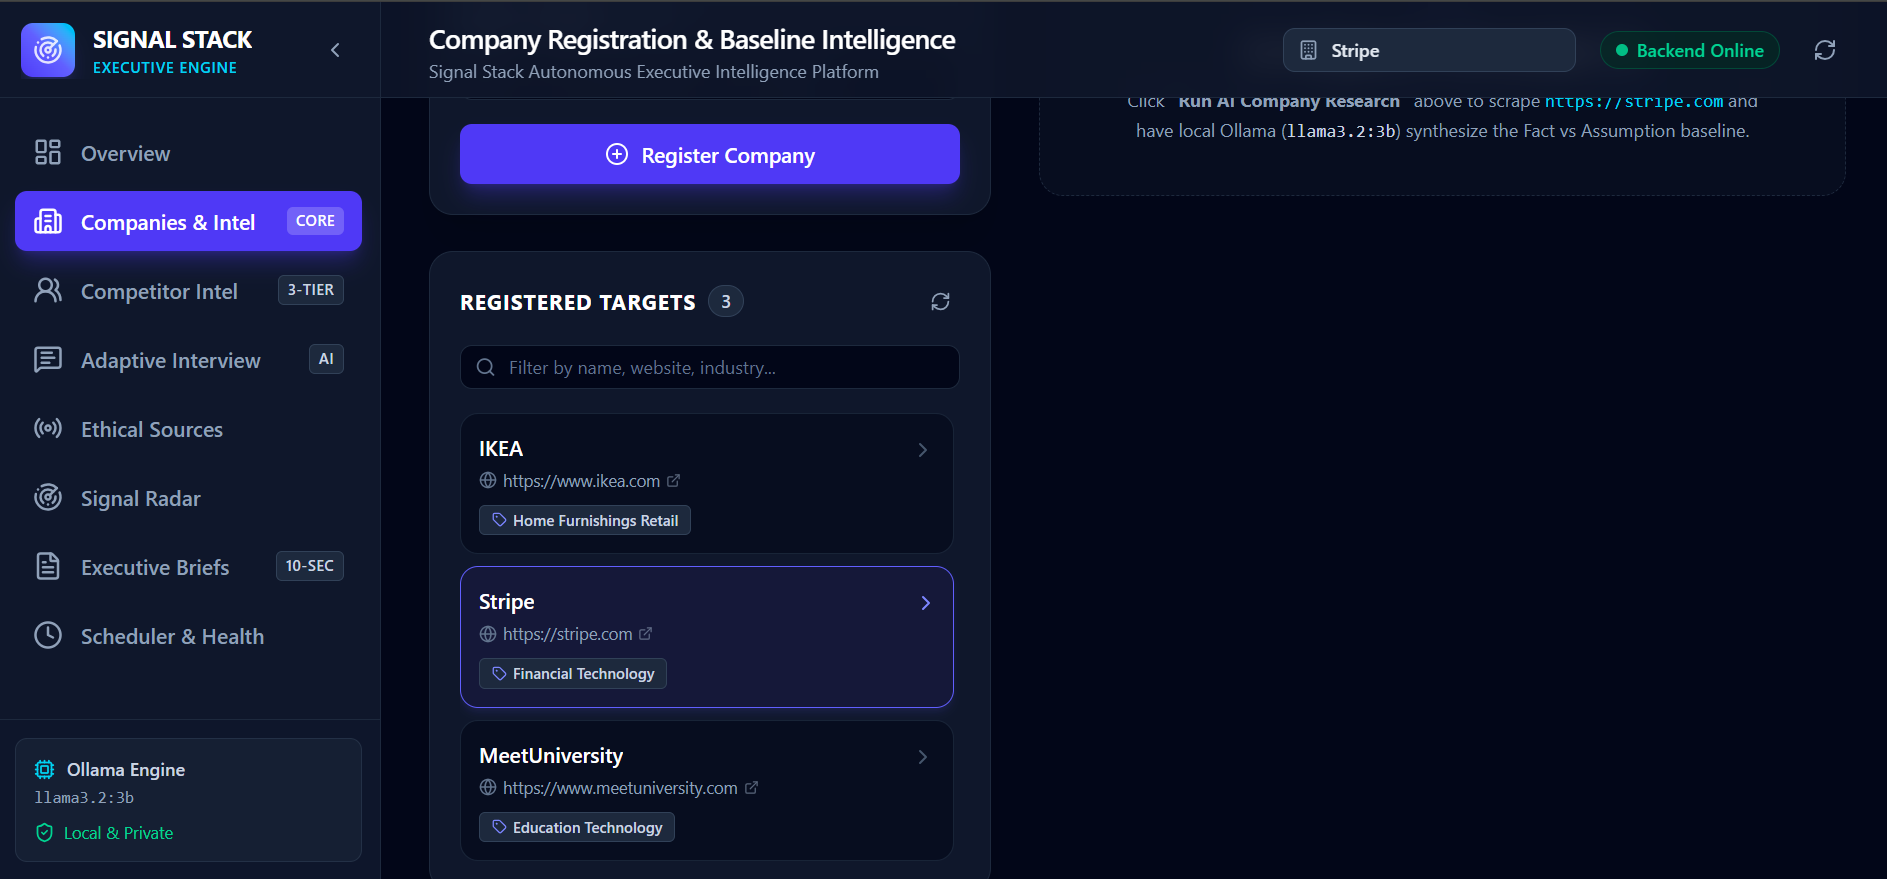 SIGNAL STACK
EXECUTIVE ENGINE
Overview
Companies & Intel CORE
Competitor Intel 3-TIER
Adaptive Interview AI
Ethical Sources
Signal Radar
Executive Briefs 10-SEC
Scheduler & Health
Ollama Engine
llama3.2:3b
Local & Private
Company Registration & Baseline Intelligence
Signal Stack Autonomous Executive Intelligence Platform
Stripe
Backend Online
Register Company
REGISTERED TARGETS 3
Filter by name, website, industry...
IKEA
https://www.ikea.com
Home Furnishings Retail
Stripe
https://stripe.com
Financial Technology
MeetUniversity
https://www.meetuniversity.com
Education Technology
Click "Run AI Company Research" above to scrape https://stripe.com and
have local Ollama (llama3.2:3b) synthesize the Fact vs Assumption baseline.